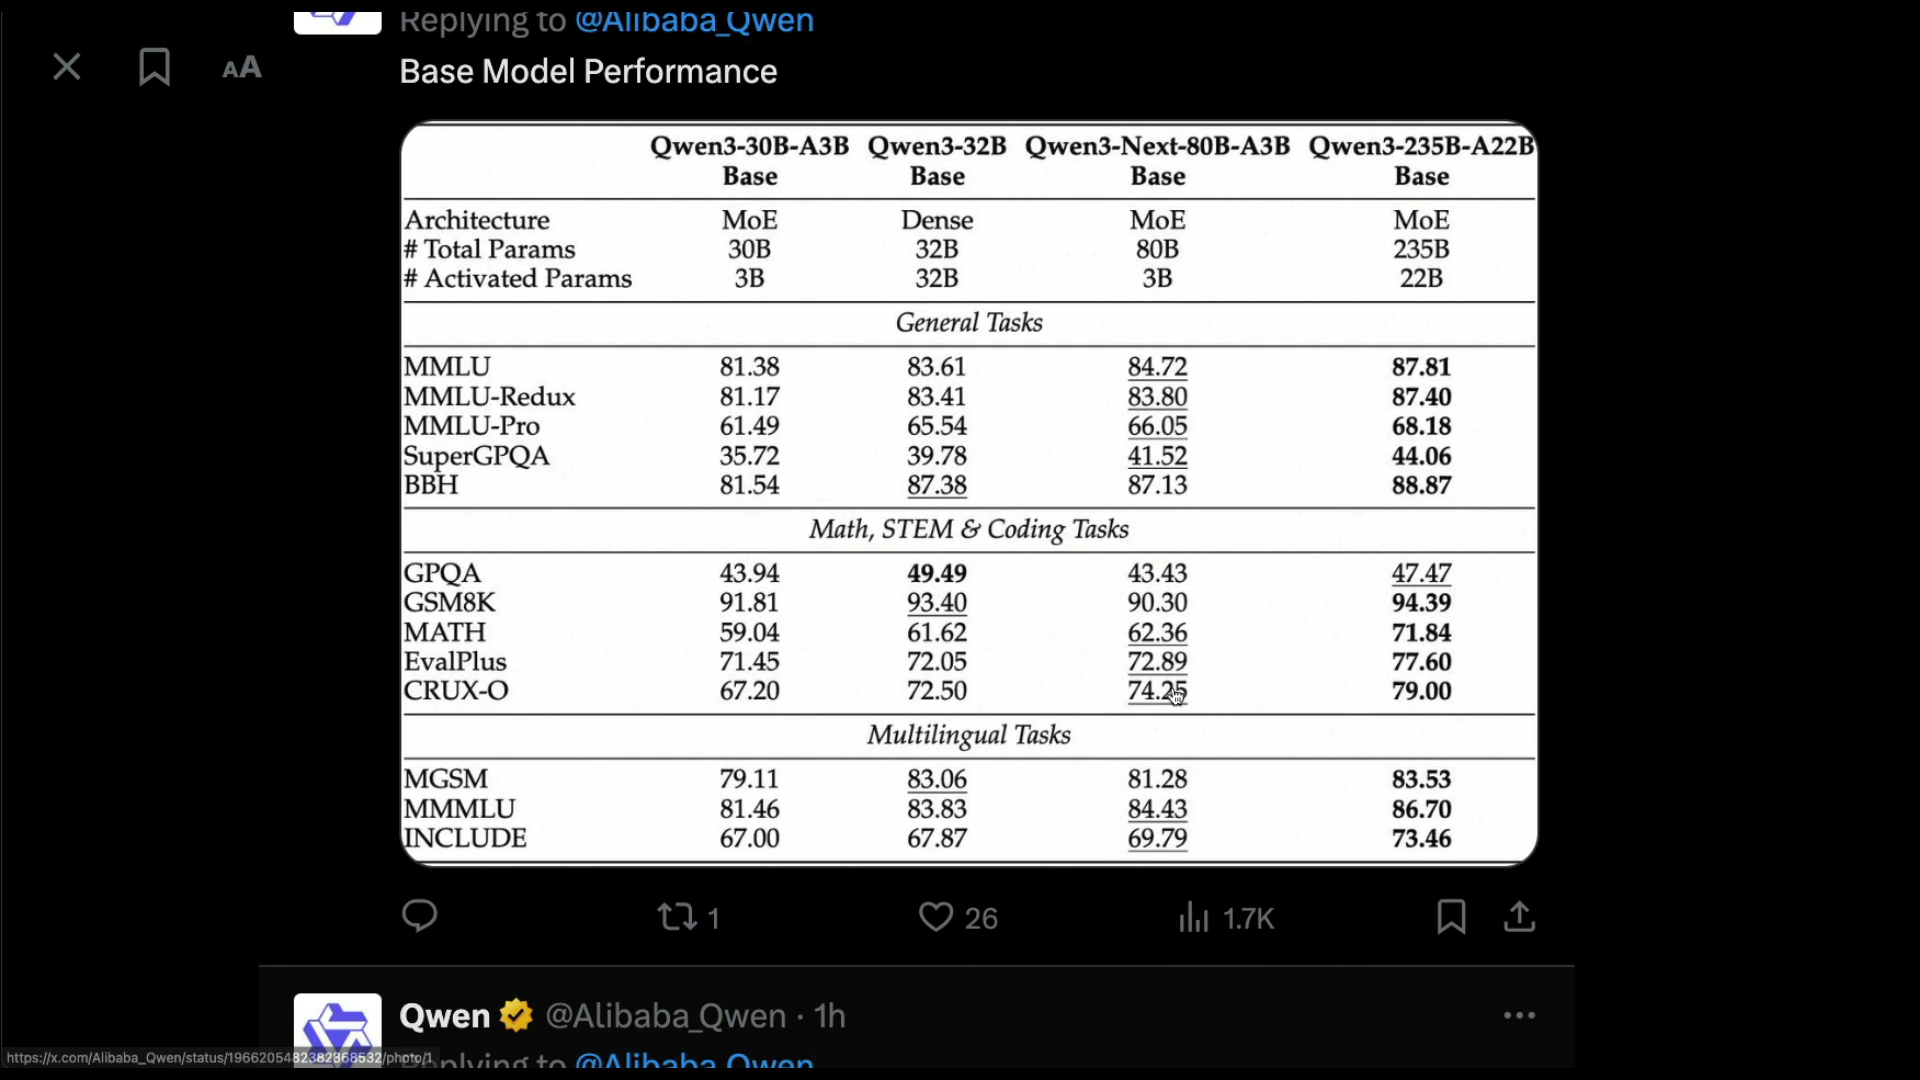 Replying to @Alibaba_Qwen
AA
Base Model Performance
Qwen3-30B-A3B Qwen3-32B Qwen3-Next-80B-A3B Qwen3-235B-A22B
Base Base Base Base
Architecture MoE Dense MoE MoE
# Total Params 30B 32B 80B 235B
# Activated Params 3B 32B 3B 22B
General Tasks
MMLU 81.38 83.61 84.72 87.81
MMLU-Redux 81.17 83.41 83.80 87.40
MMLU-Pro 61.49 65.54 66.05 68.18
SuperGPQA 35.72 39.78 41.52 44.06
BBH 81.54 87.38 87.13 88.87
Math, STEM & Coding Tasks
GPQA 43.94 49.49 43.43 47.47
GSM8K 91.81 93.40 90.30 94.39
MATH 59.04 61.62 62.36 71.84
EvalPlus 71.45 72.05 72.89 77.60
CRUX-O 67.20 72.50 74.25 79.00
Multilingual Tasks
MGSM 79.11 83.06 81.28 83.53
MMMLU 81.46 83.83 84.43 86.70
INCLUDE 67.00 67.87 69.79 73.46
1 26 1.7K
Qwen @Alibaba_Qwen · 1h
Replying to @Alibaba_Qwen
https://x.com/Alibaba_Qwen/status/1966205482382368532/photo/1